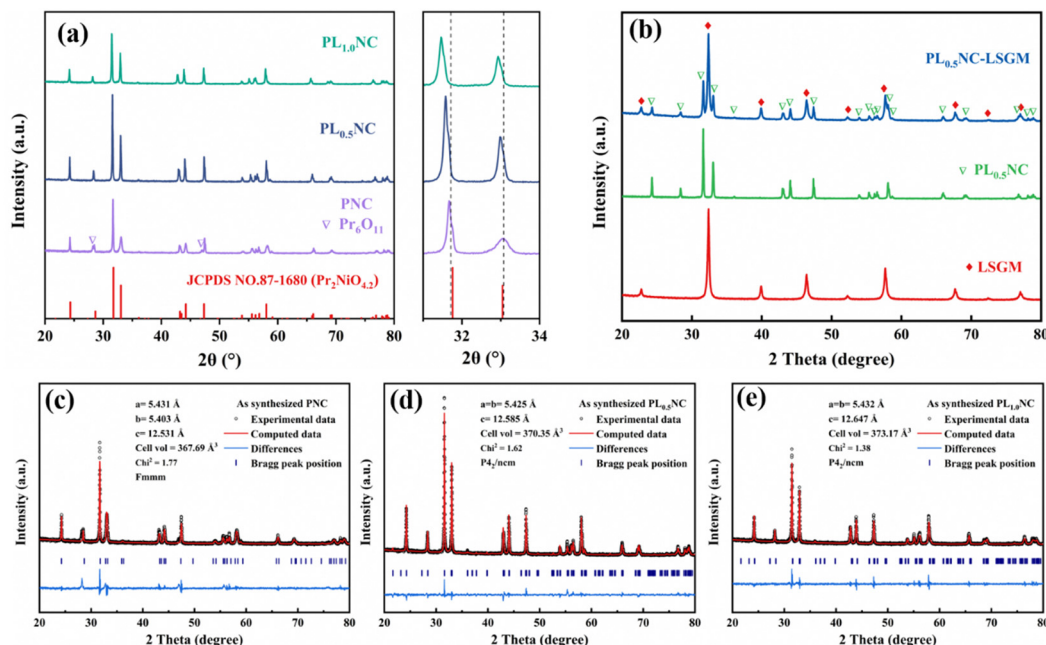 (a)
PL1.0NC
PL0.5NC
PNC
▽ Pr6O11
JCPDS NO.87-1680 (Pr2NiO4.2)
Intensity (a.u.)
20 30 40 50 60 70 80
2θ (°)
32 34
2θ (°)
(b)
PL0.5NC-LSGM
▽ PL0.5NC
♦ LSGM
Intensity (a.u.)
20 30 40 50 60 70 80
2 Theta (degree)
(c)
a= 5.431 Å
b= 5.403 Å
c= 12.531 Å
Cell vol = 367.69 Å3
Chi2 = 1.77
Fmmm
As synthesized PNC
Experimental data
Computed data
Differences
Bragg peak position
Intensity (a.u.)
20 30 40 50 60 70 80
2 Theta (degree)
(d)
a=b= 5.425 Å
c= 12.585 Å
Cell vol = 370.35 Å3
Chi2 = 1.62
P42/ncm
As synthesized PL0.5NC
Experimental data
Computed data
Differences
Bragg peak position
Intensity (a.u.)
20 30 40 50 60 70 80
2 Theta (degree)
(e)
a=b= 5.432 Å
c= 12.647 Å
Cell vol = 373.17 Å3
Chi2 = 1.38
P42/ncm
As synthesized PL1.0NC
Experimental data
Computed data
Differences
Bragg peak position
Intensity (a.u.)
20 30 40 50 60 70 80
2 Theta (degree)